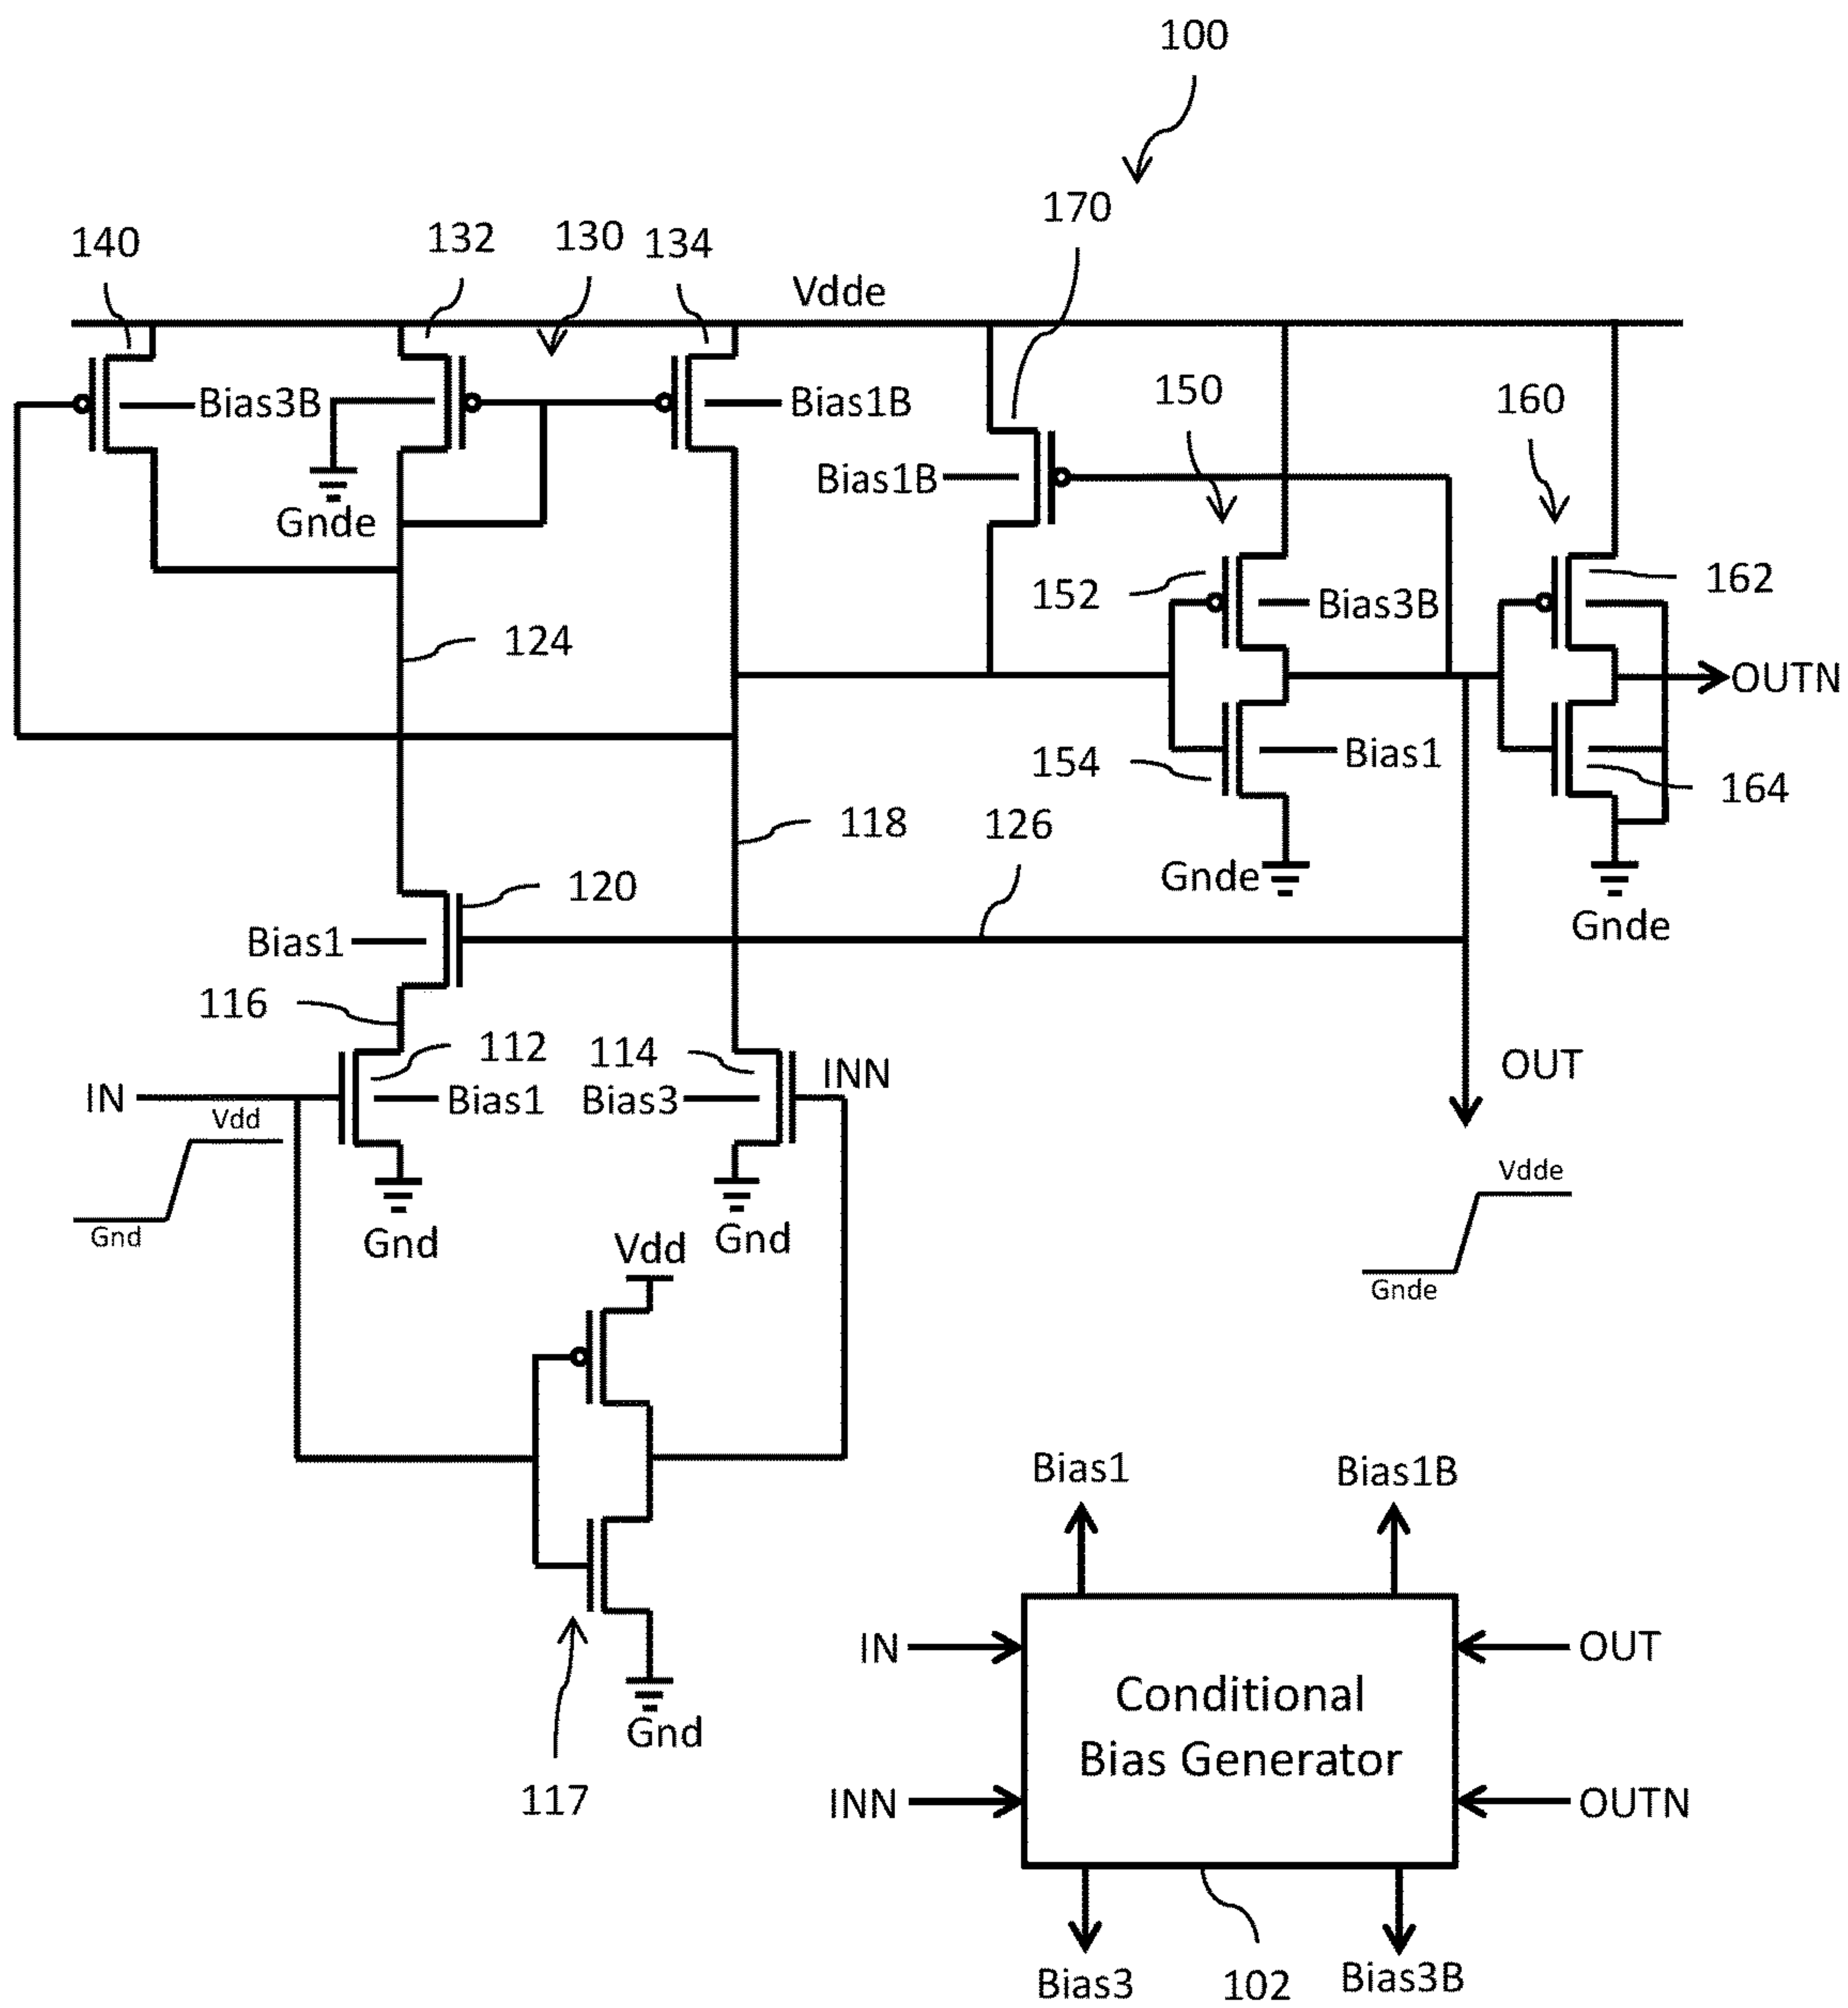 100
170
140
132
130
134
Vdde
150
160
Bias3B
Bias1B
Bias1B
Gnde
152
Bias3B
162
124
OUTN
154
Bias1
164
118
126
Gnde
Gnde
120
Bias1
116
112
114
INN
OUT
IN
Bias1
Bias3
Vdd
Gnd
Gnd
Gnd
Vdde
Gnde
Vdd
Gnd
117
Bias1
Bias1B
IN
OUT
Conditional
Bias Generator
INN
OUTN
Bias3
102
Bias3B